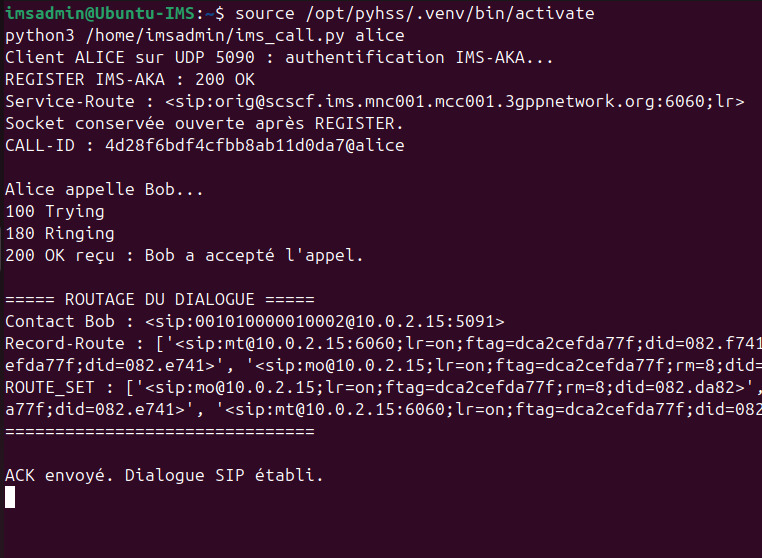 imsadmin@Ubuntu-IMS:~$ source /opt/pyhss/.venv/bin/activate
python3 /home/imsadmin/ims_call.py alice
Client ALICE sur UDP 5090 : authentification IMS-AKA...
REGISTER IMS-AKA : 200 OK
Service-Route : <sip:orig@scscf.ims.mnc001.mcc001.3gppnetwork.org:6060;lr>
Socket conservée ouverte après REGISTER.
CALL-ID : 4d28f6bdf4cfbb8ab11d0da7@alice
Alice appelle Bob...
100 Trying
180 Ringing
200 OK reçu : Bob a accepté l'appel.
===== ROUTAGE DU DIALOGUE =====
Contact Bob : <sip:001010000010002@10.0.2.15:5091>
Record-Route : ['<sip:mt@10.0.2.15:6060;lr=on;ftag=dca2cefda77f;did=082.f741
efda77f;did=082.e741>', '<sip:mo@10.0.2.15;lr=on;ftag=dca2cefda77f;rm=8;did=
ROUTE_SET : ['<sip:mo@10.0.2.15;lr=on;ftag=dca2cefda77f;rm=8;did=082.da82>',
a77f;did=082.e741>', '<sip:mt@10.0.2.15:6060;lr=on;ftag=dca2cefda77f;did=082
===============================
ACK envoyé. Dialogue SIP établi.